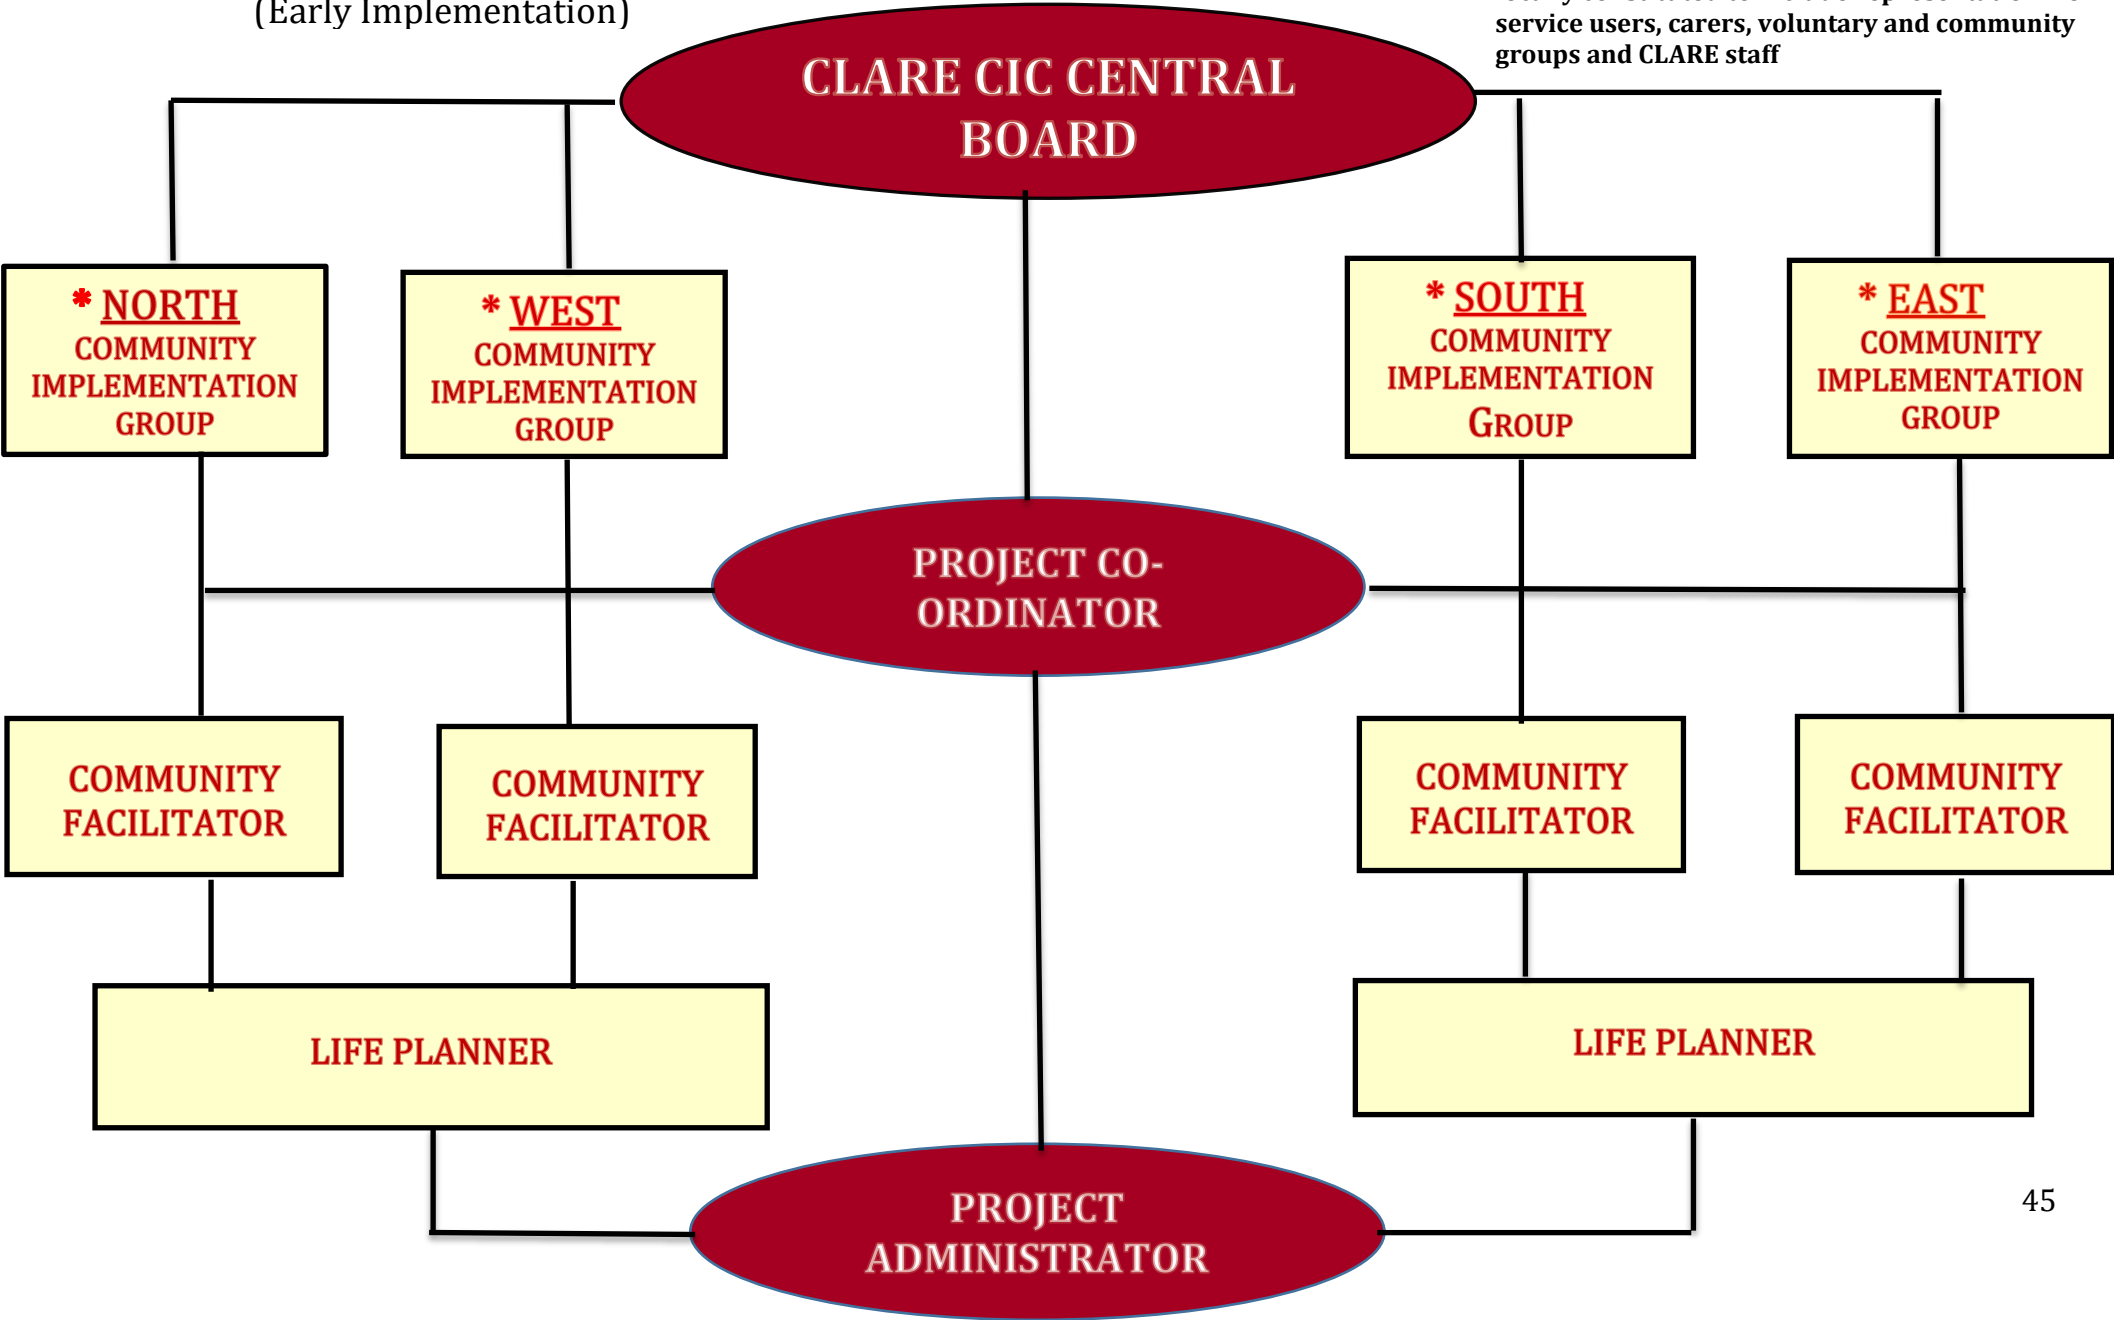 (Early Implementation)
service users, carers, voluntary and community
groups and CLARE staff
CLARE CIC CENTRAL
BOARD
* NORTH
COMMUNITY
IMPLEMENTATION
GROUP
* WEST
COMMUNITY
IMPLEMENTATION
GROUP
* SOUTH
COMMUNITY
IMPLEMENTATION
GROUP
* EAST
COMMUNITY
IMPLEMENTATION
GROUP
PROJECT CO-
ORDINATOR
COMMUNITY
FACILITATOR
COMMUNITY
FACILITATOR
COMMUNITY
FACILITATOR
COMMUNITY
FACILITATOR
LIFE PLANNER
LIFE PLANNER
PROJECT
ADMINISTRATOR
45